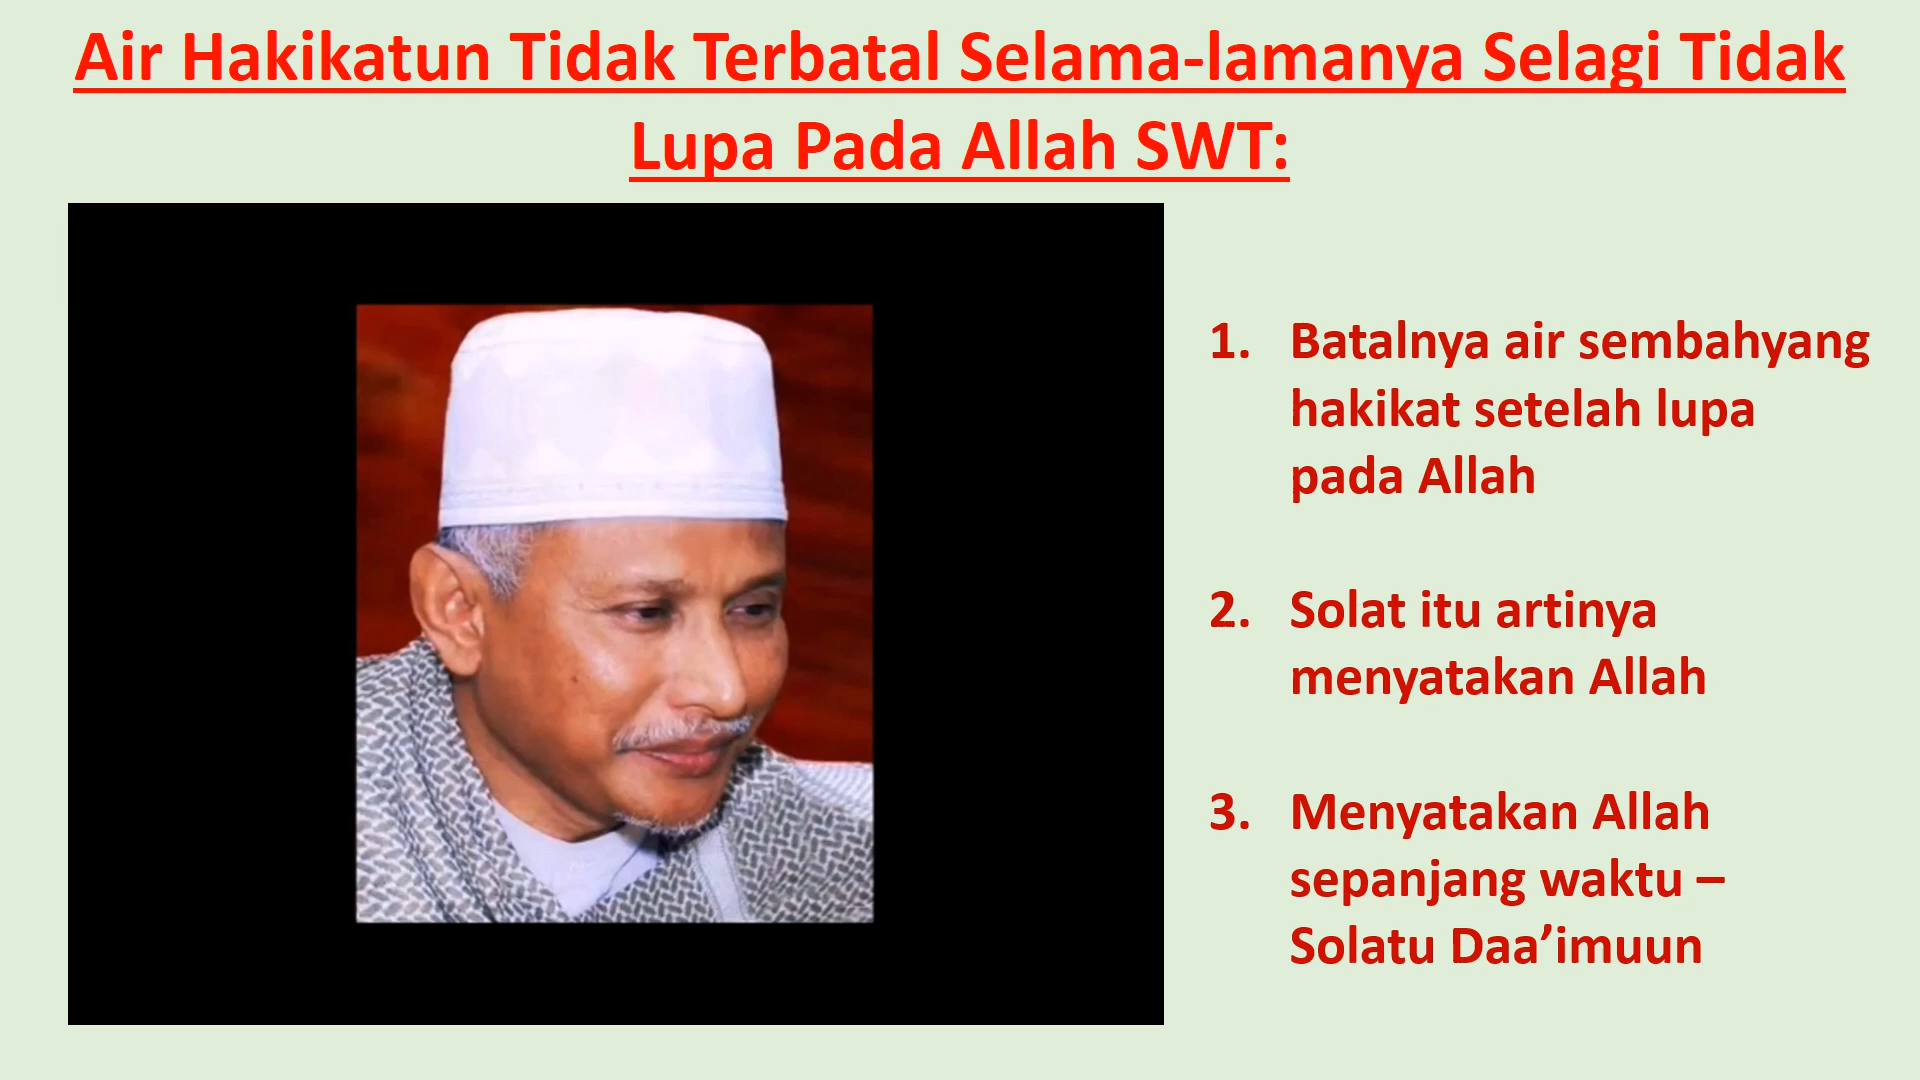 Air Hakikatun Tidak Terbatal Selama-lamanya Selagi Tidak
Lupa Pada Allah SWT:
1. Batalnya air sembahyang
hakikat setelah lupa
pada Allah
2. Solat itu artinya
menyatakan Allah
3. Menyatakan Allah
sepanjang waktu –
Solatu Daa’imuun